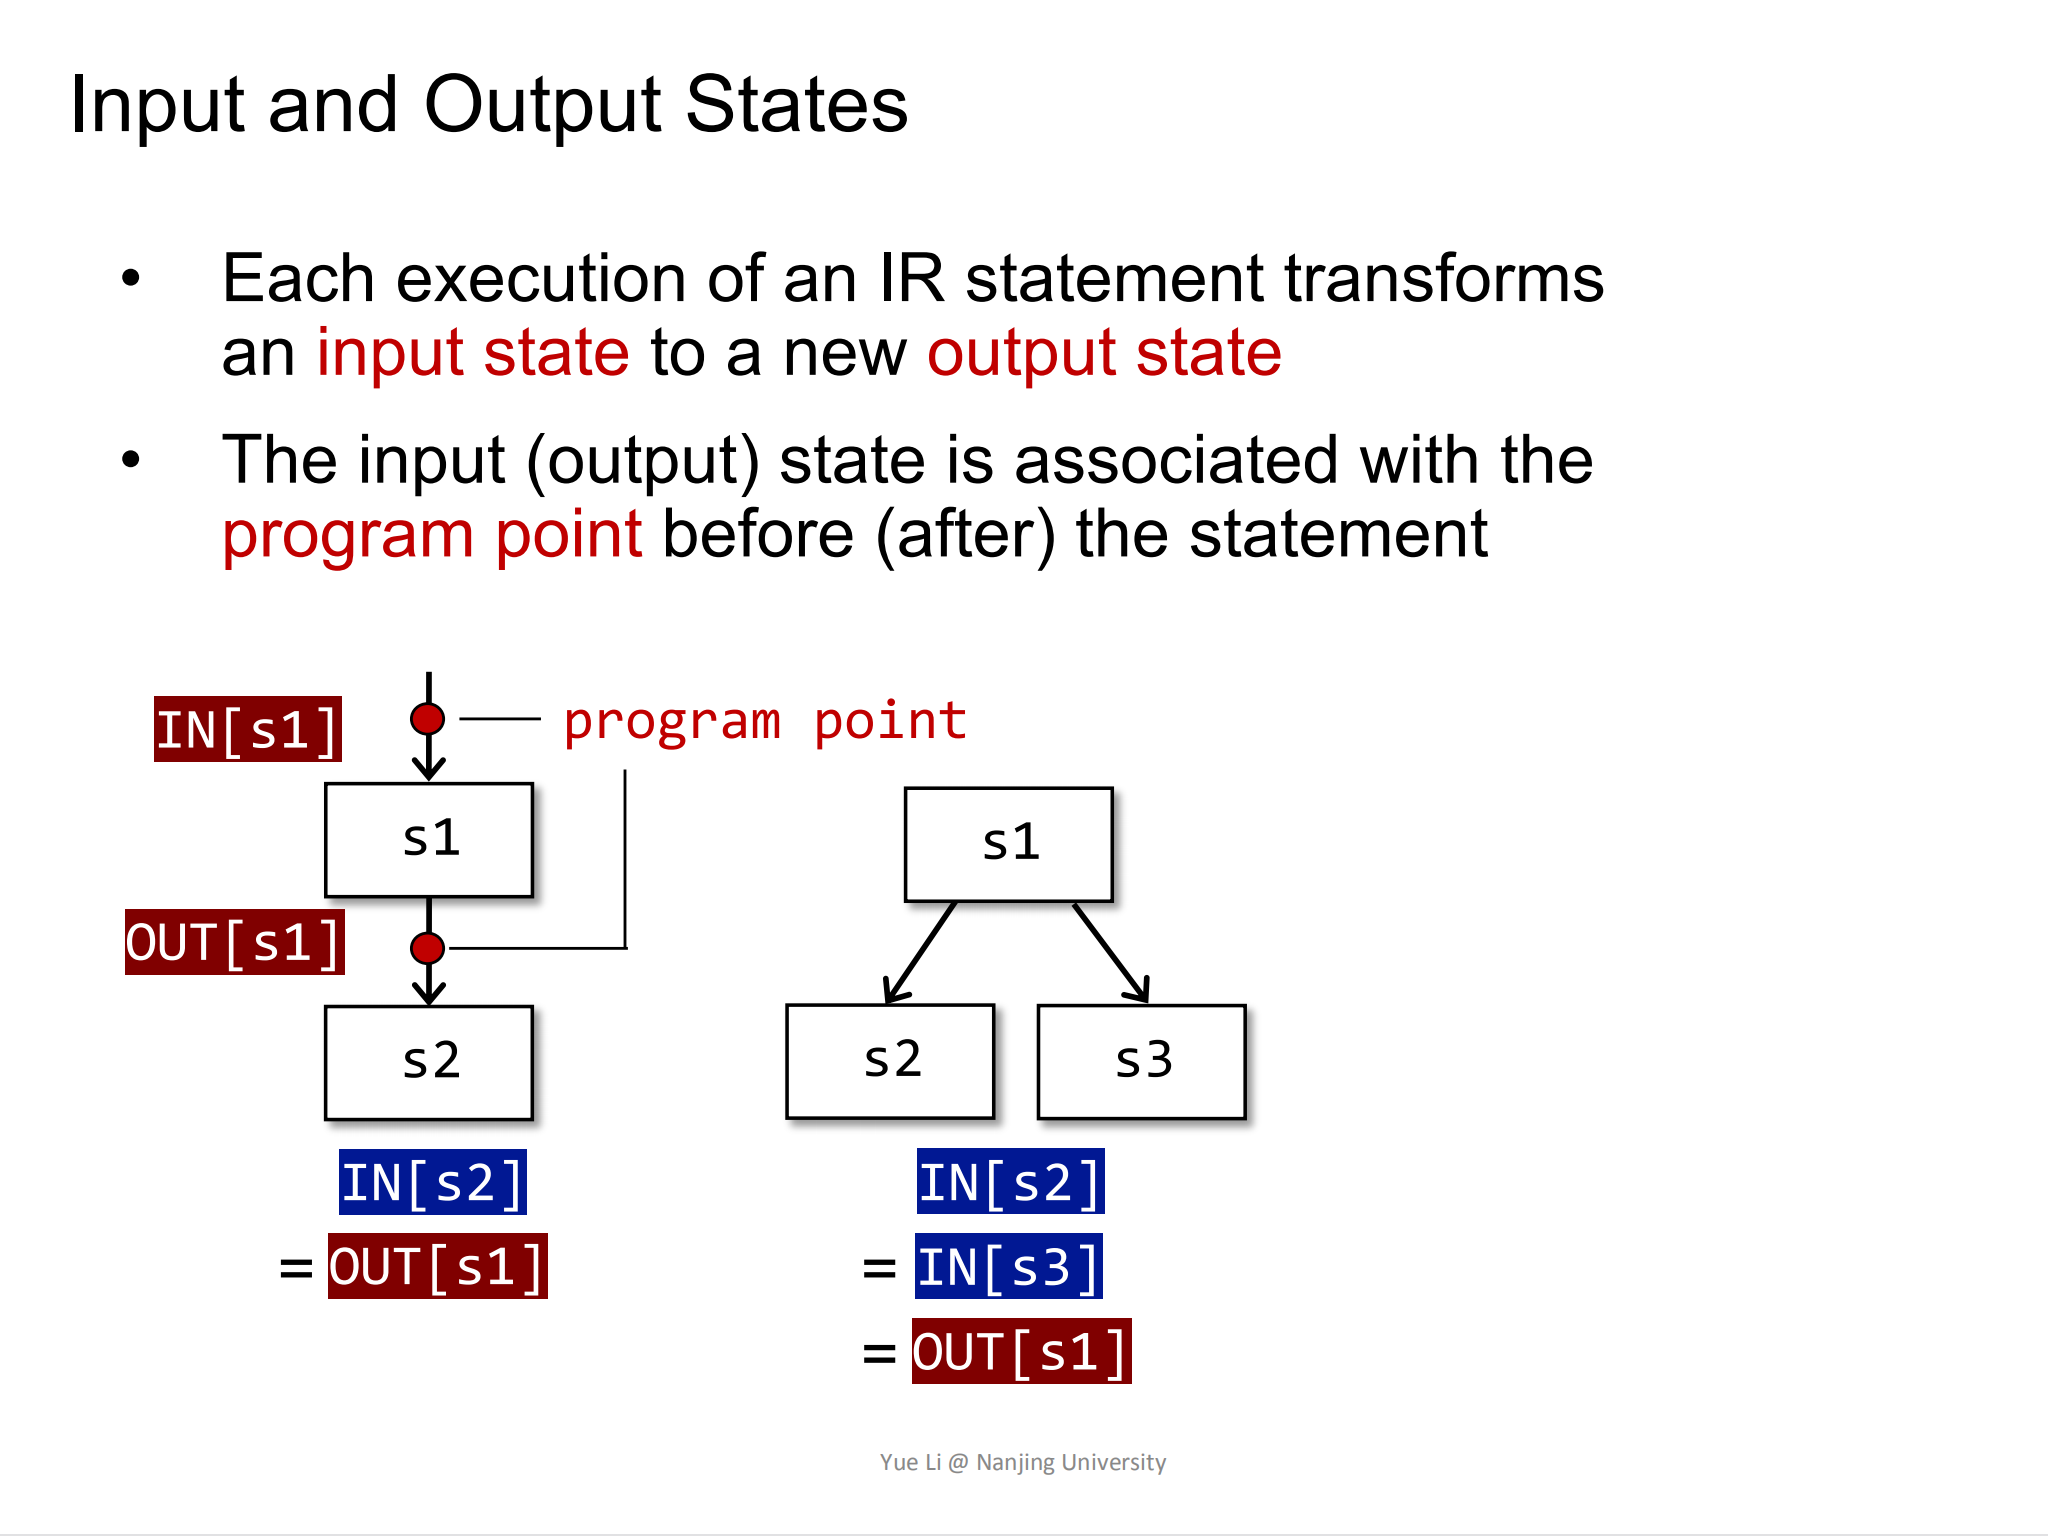 Input and Output States
• Each execution of an IR statement transforms
an input state to a new output state
• The input (output) state is associated with the
program point before (after) the statement
IN[s1]
program point
s1
OUT[s1]
s2
IN[s2]
= OUT[s1]
s1
s2 s3
IN[s2]
= IN[s3]
= OUT[s1]
Yue Li @ Nanjing University